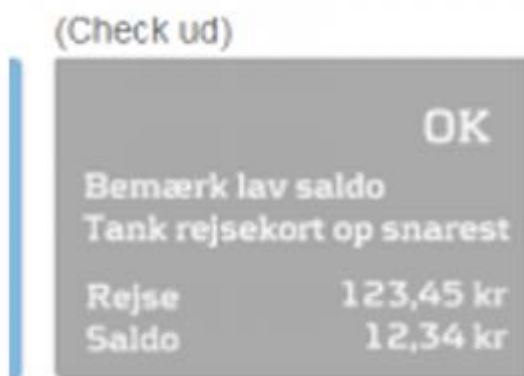 (Check ud)
OK
Bemærk lav saldo
Tank rejsekort op snarest
Rejse 123,45 kr
Saldo 12,34 kr